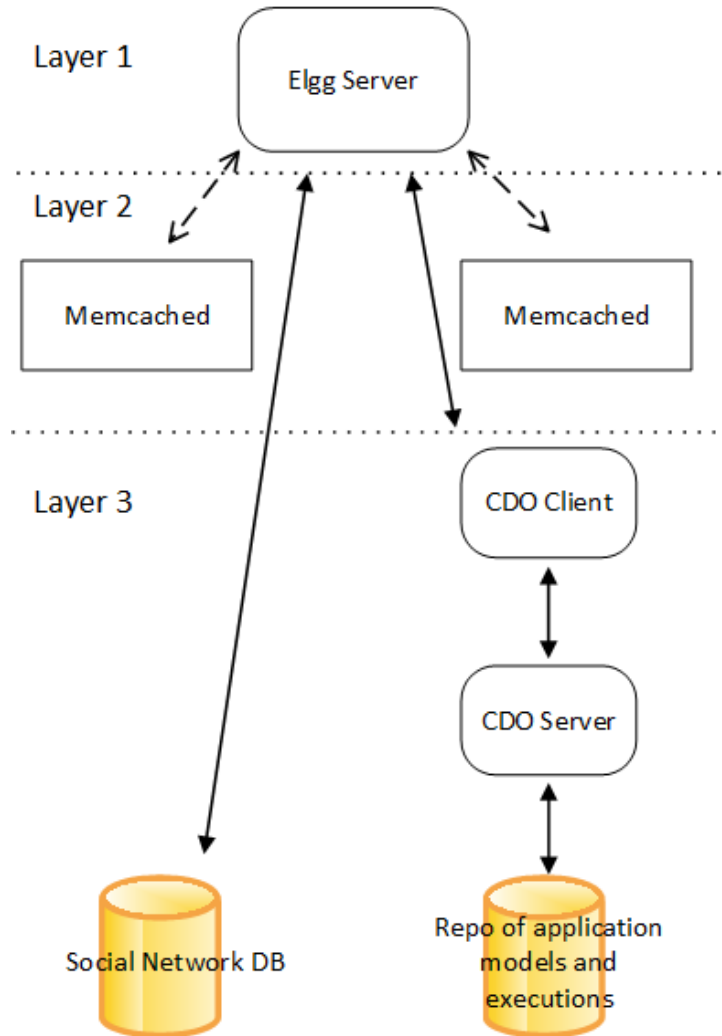 Layer 1
Elgg Server
Layer 2
Memcached
Memcached
Layer 3
CDO Client
CDO Server
Social Network DB
Repo of application
models and
executions